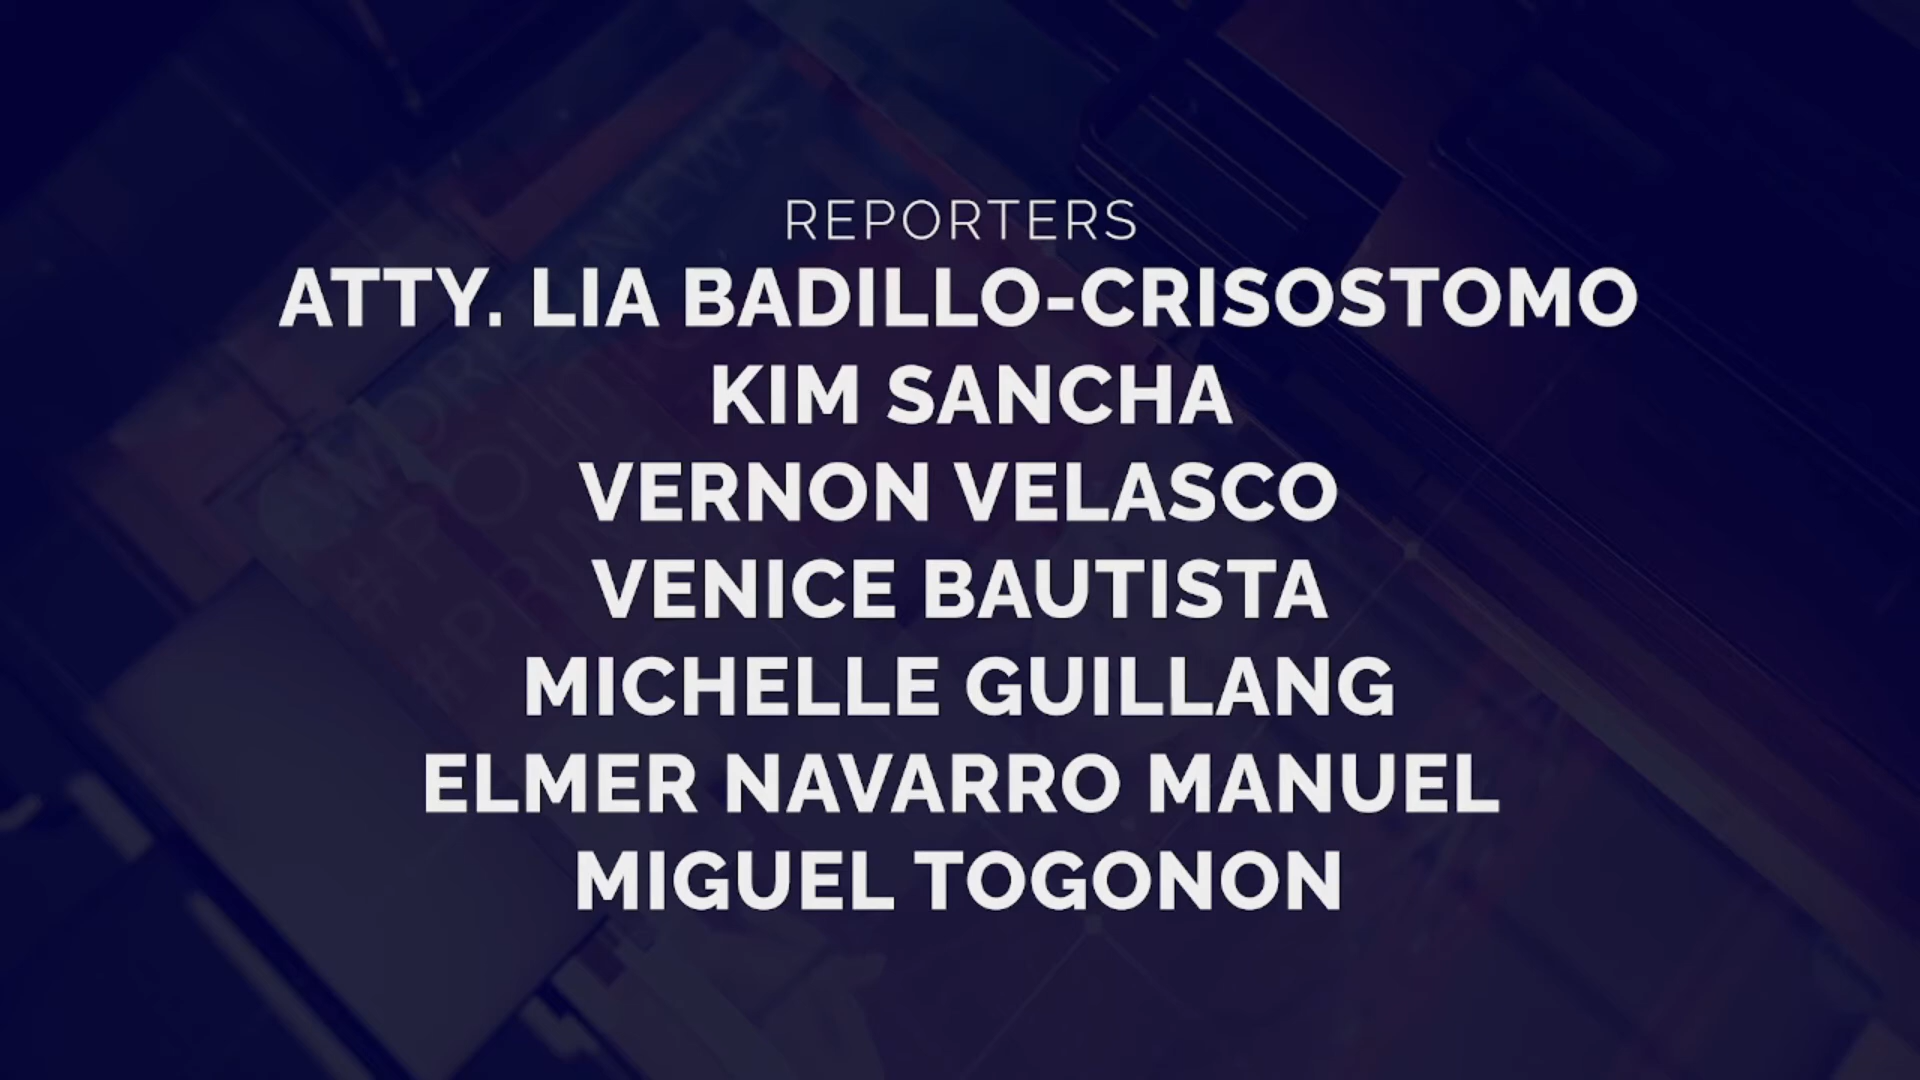 REPORTERS
ATTY. LIA BADILLO-CRISOSTOMO
KIM SANCHA
VERNON VELASCO
VENICE BAUTISTA
MICHELLE GUILLANG
ELMER NAVARRO MANUEL
MIGUEL TOGONON